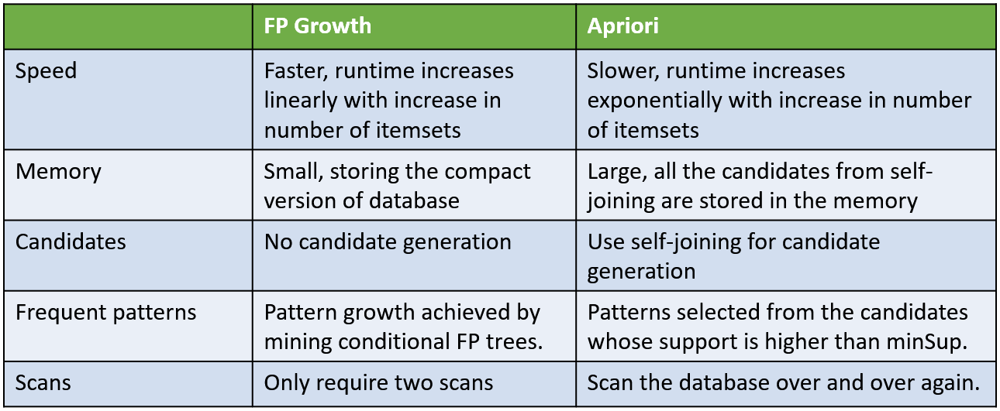 FP Growth
Apriori
Speed
Faster, runtime increases
linearly with increase in
number of itemsets
Slower, runtime increases
exponentially with increase in number
of itemsets
Memory
Small, storing the compact
version of database
Large, all the candidates from self-
joining are stored in the memory
Candidates
No candidate generation
Use self-joining for candidate
generation
Frequent patterns
Pattern growth achieved by
mining conditional FP trees.
Patterns selected from the candidates
whose support is higher than minSup.
Scans
Only require two scans
Scan the database over and over again.